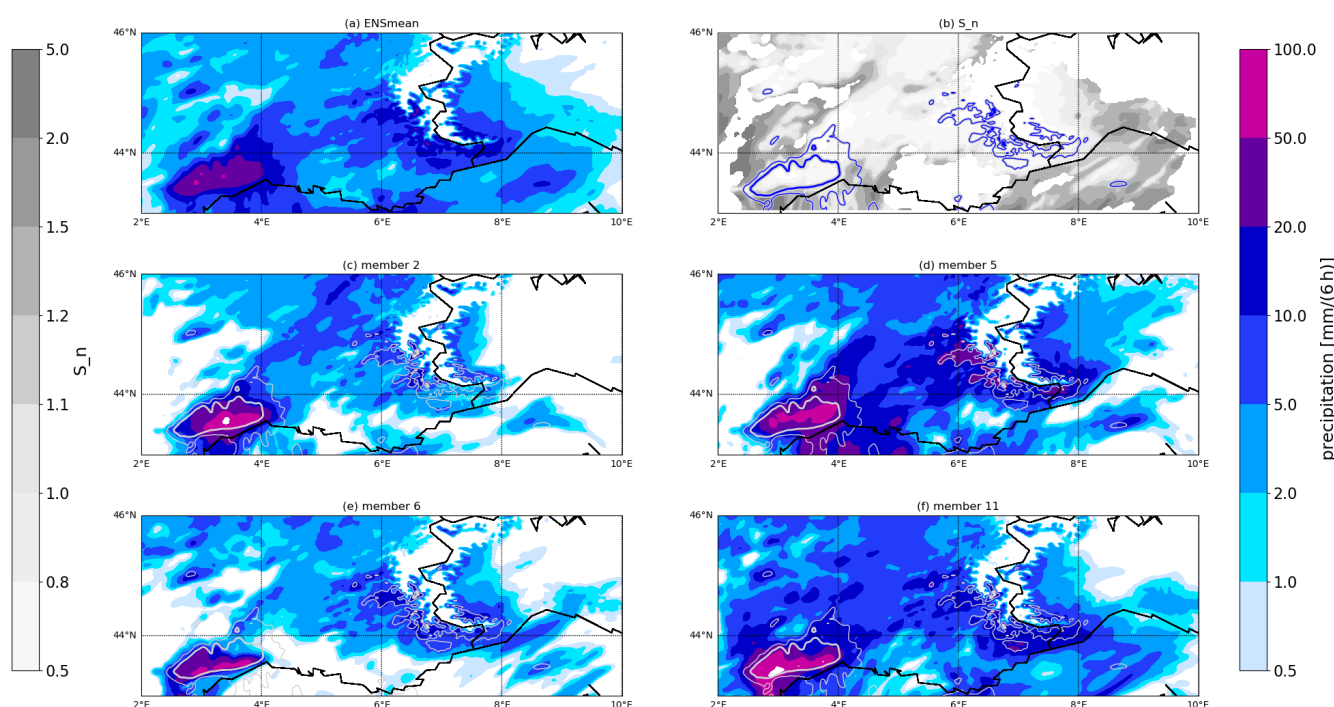 (a) ENSmean
(b) S_n
46°N
44°N
2°E 4°E 6°E 8°E 10°E
46°N
44°N
2°E 4°E 6°E 8°E 10°E
(c) member 2
(d) member 5
46°N
44°N
2°E 4°E 6°E 8°E 10°E
46°N
44°N
2°E 4°E 6°E 8°E 10°E
(e) member 6
(f) member 11
46°N
44°N
2°E 4°E 6°E 8°E 10°E
46°N
44°N
2°E 4°E 6°E 8°E 10°E
5.0
2.0
1.5
1.2
1.1
1.0
0.8
0.5
S_n
100.0
50.0
20.0
10.0
5.0
2.0
1.0
0.5
precipitation [mm/(6 h)]